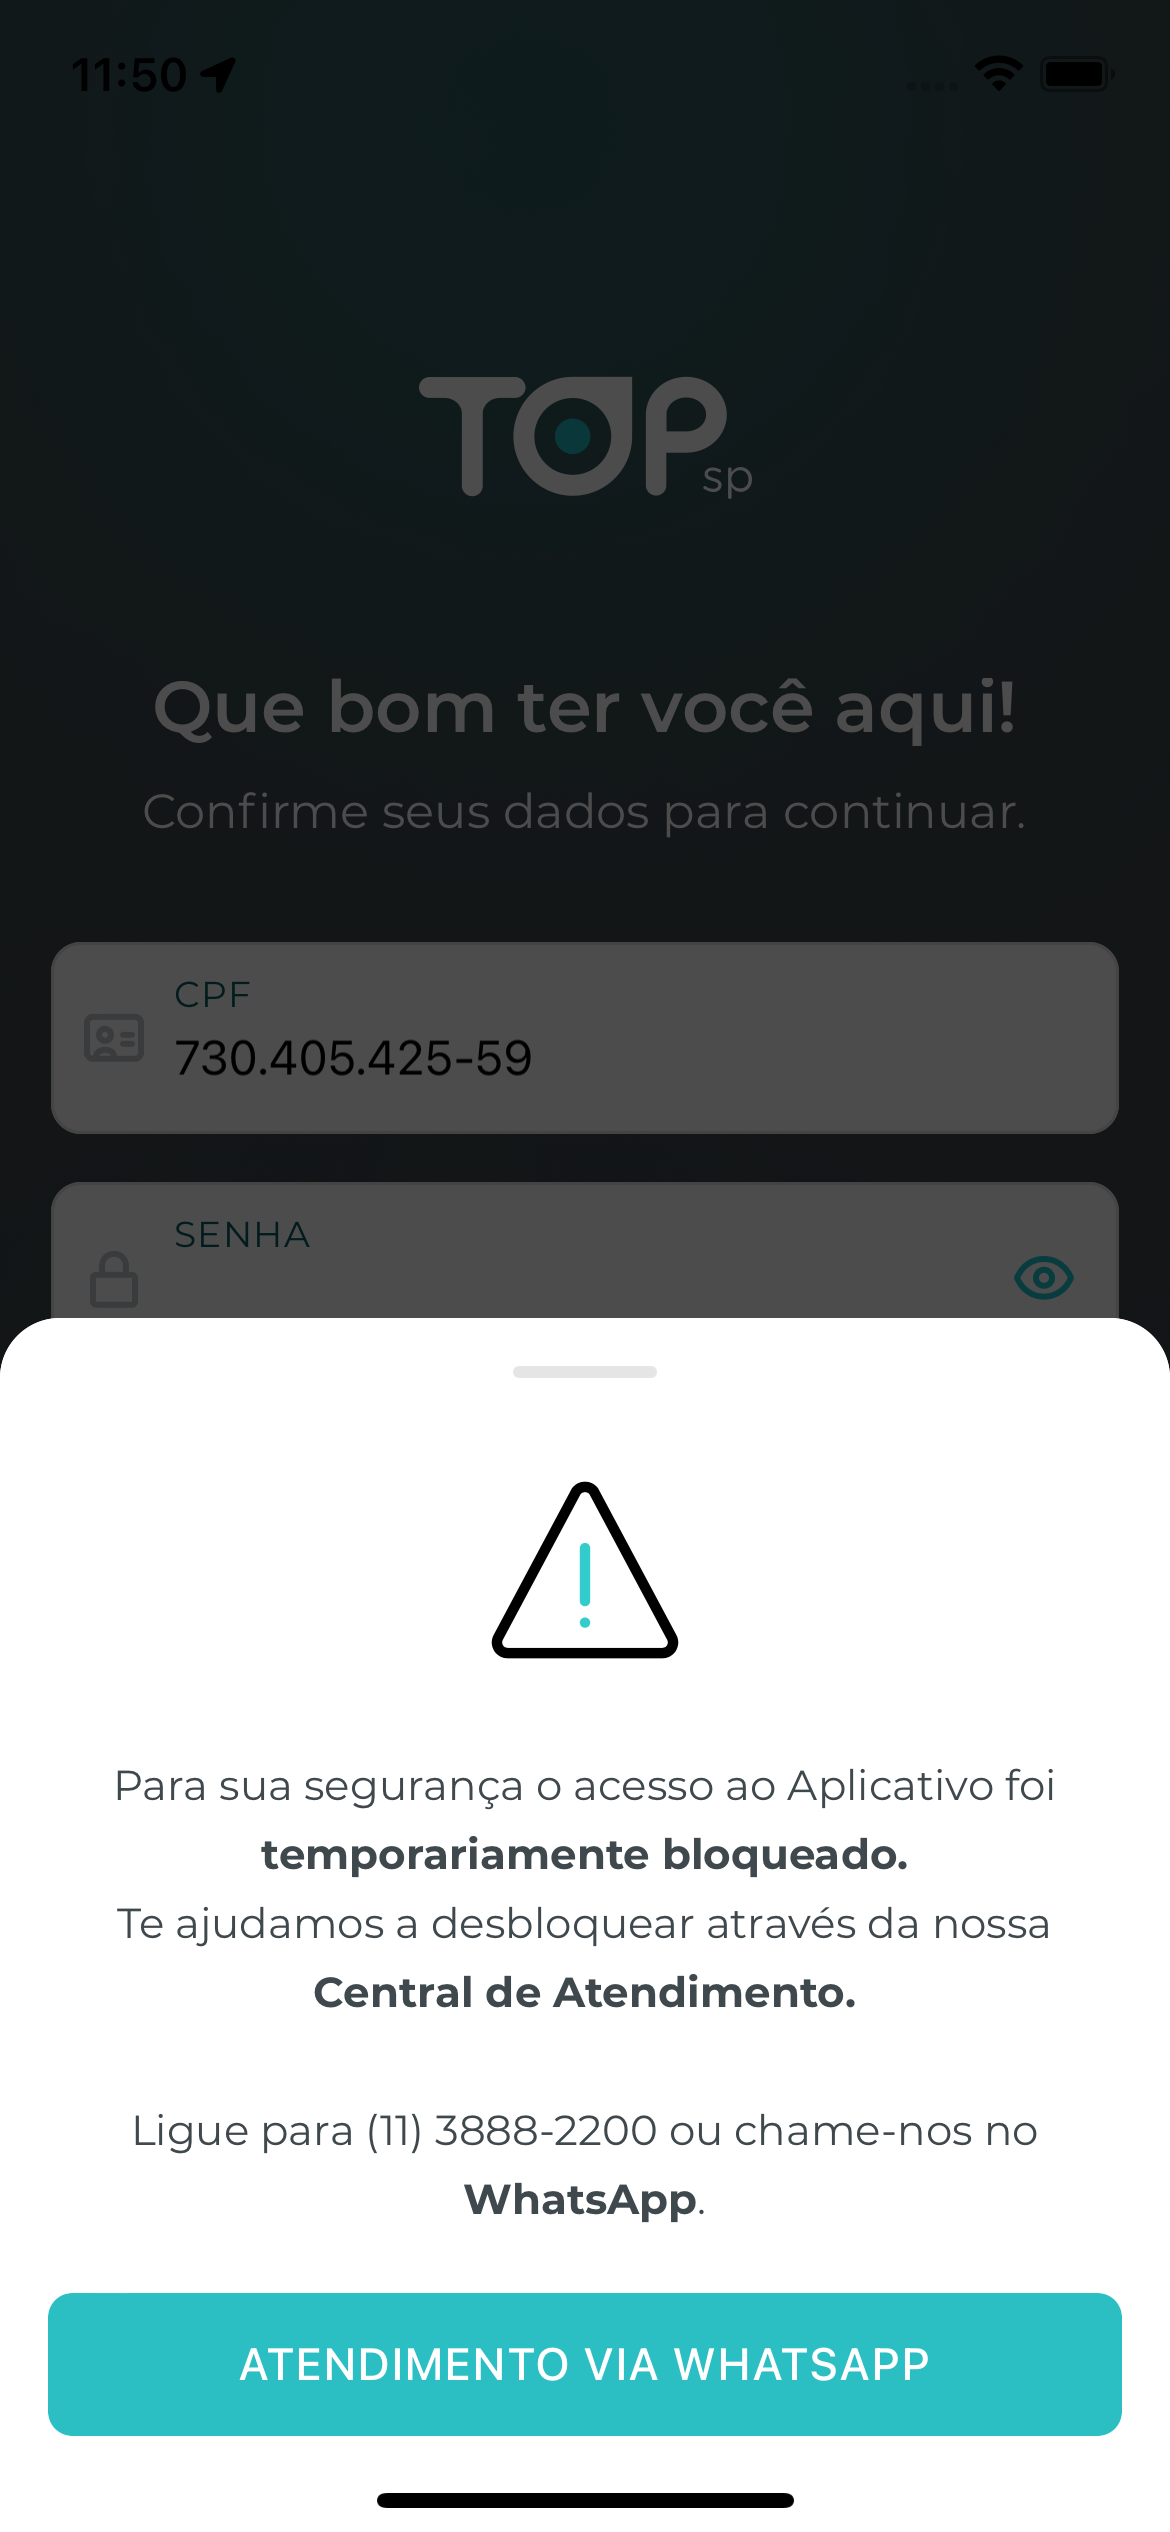 11:50
TOP
sp
Que bom ter você aqui!
Confirme seus dados para continuar.
CPF
730.405.425-59
SENHA
Para sua segurança o acesso ao Aplicativo foi
temporariamente bloqueado.
Te ajudamos a desbloquear através da nossa
Central de Atendimento.
Ligue para (11) 3888-2200 ou chame-nos no
WhatsApp.
ATENDIMENTO VIA WHATSAPP